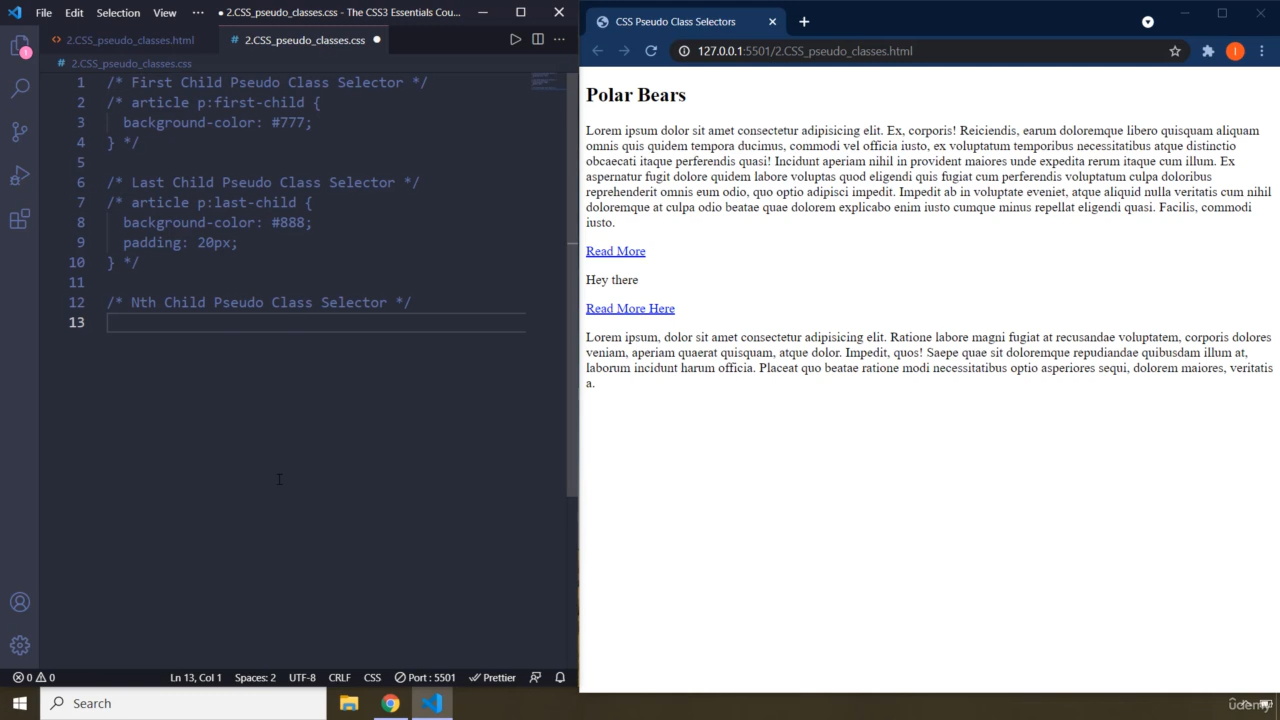 File Edit Selection View ··· ● 2.CSS_pseudo_classes.css - The CSS3 Essentials Cou...
2.CSS_pseudo_classes.html
# 2.CSS_pseudo_classes.css ●
# 2.CSS_pseudo_classes.css
1 /* First Child Pseudo Class Selector */
2 /* article p:first-child {
3 background-color: #777;
4 } */
5
6 /* Last Child Pseudo Class Selector */
7 /* article p:last-child {
8 background-color: #888;
9 padding: 20px;
10 } */
11
12 /* Nth Child Pseudo Class Selector */
13
1
0 0 Ln 13, Col 1 Spaces: 2 UTF-8 CRLF CSS Port : 5501 Prettier
CSS Pseudo Class Selectors
127.0.0.1:5501/2.CSS_pseudo_classes.html
I
Polar Bears
Lorem ipsum dolor sit amet consectetur adipisicing elit. Ex, corporis! Reiciendis, earum doloremque libero quisquam aliquam
omnis quis quidem tempora ducimus, commodi vel officia iusto, ex voluptatum temporibus necessitatibus atque distinctio
obcaecati itaque perferendis quasi! Incidunt aperiam nihil in provident maiores unde expedita rerum itaque cum illum. Ex
aspernatur fugit dolore quidem labore voluptas quod eligendi quis fugiat cum perferendis voluptatum culpa doloribus
reprehenderit omnis eum odio, quo optio adipisci impedit. Impedit ab in voluptate eveniet, atque aliquid nulla veritatis cum nihil
doloremque at culpa odio beatae quae dolorem explicabo enim iusto cumque minus repellat eligendi quasi. Facilis, commodi
iusto.
Read More
Hey there
Read More Here
Lorem ipsum, dolor sit amet consectetur adipisicing elit. Ratione labore magni fugiat at recusandae voluptatem, corporis dolores
veniam, aperiam quaerat quisquam, atque dolor. Impedit, quos! Saepe quae sit doloremque repudiandae quibusdam illum at,
laborum incidunt harum officia. Placeat quo beatae ratione modi necessitatibus optio asperiores sequi, dolorem maiores, veritatis
a.
Search
udemy